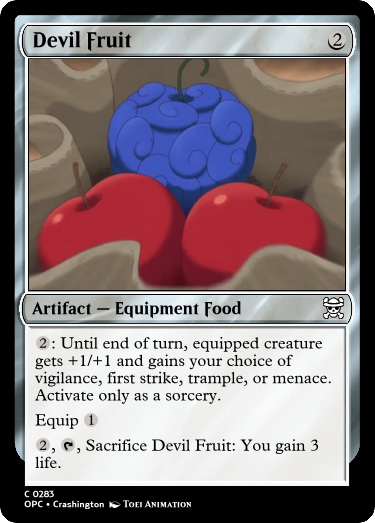 Devil Fruit 2
Artifact — Equipment Food
2: Until end of turn, equipped creature
gets +1/+1 and gains your choice of
vigilance, first strike, trample, or menace.
Activate only as a sorcery.
Equip 1
2, , Sacrifice Devil Fruit: You gain 3
life.
C 0283
OPC • Crashington Toei Animation